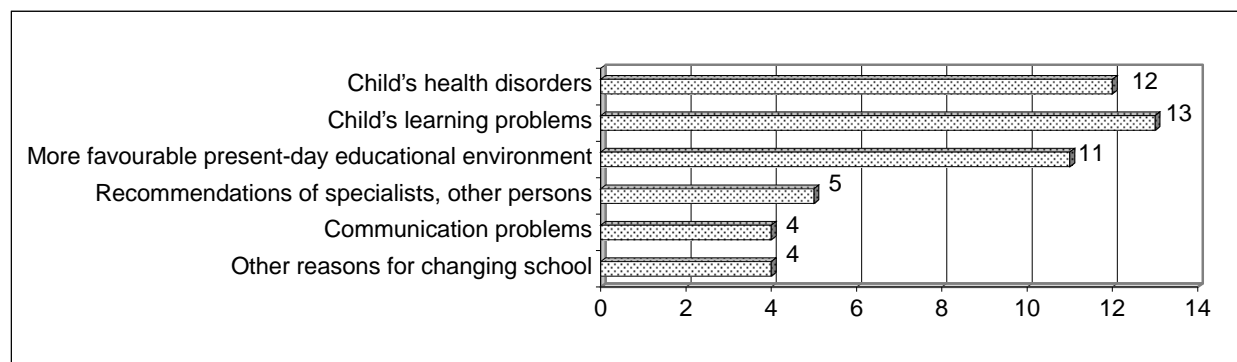 Child’s health disorders
12
Child’s learning problems
13
More favourable present-day educational environment
11
Recommendations of specialists, other persons
5
Communication problems
4
Other reasons for changing school
4
0 2 4 6 8 10 12 14